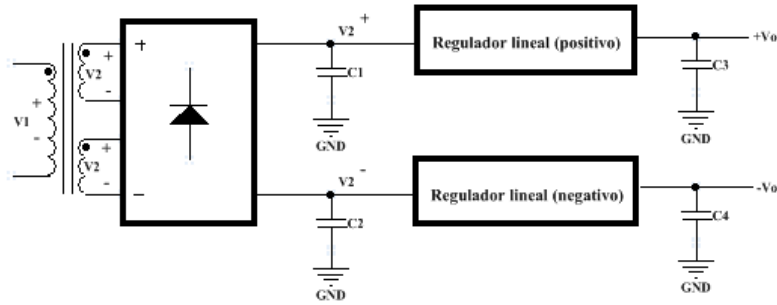 V2 +
Regulador lineal (positivo)
+Vo
+
+
V2
-
C1
C3
+
V1
-
GND
GND
+
V2
-
-
V2 -
Regulador lineal (negativo)
-Vo
C2
C4
GND
GND